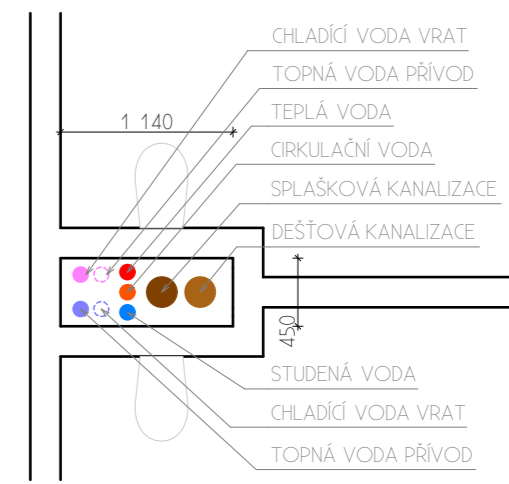 CHLADÍCÍ VODA VRAT
TOPNÁ VODA PŘÍVOD
1 140
TEPLÁ VODA
CIRKULAČNÍ VODA
SPLAŠKOVÁ KANALIZACE
DEŠŤOVÁ KANALIZACE
450
STUDENÁ VODA
CHLADÍCÍ VODA VRAT
TOPNÁ VODA PŘÍVOD